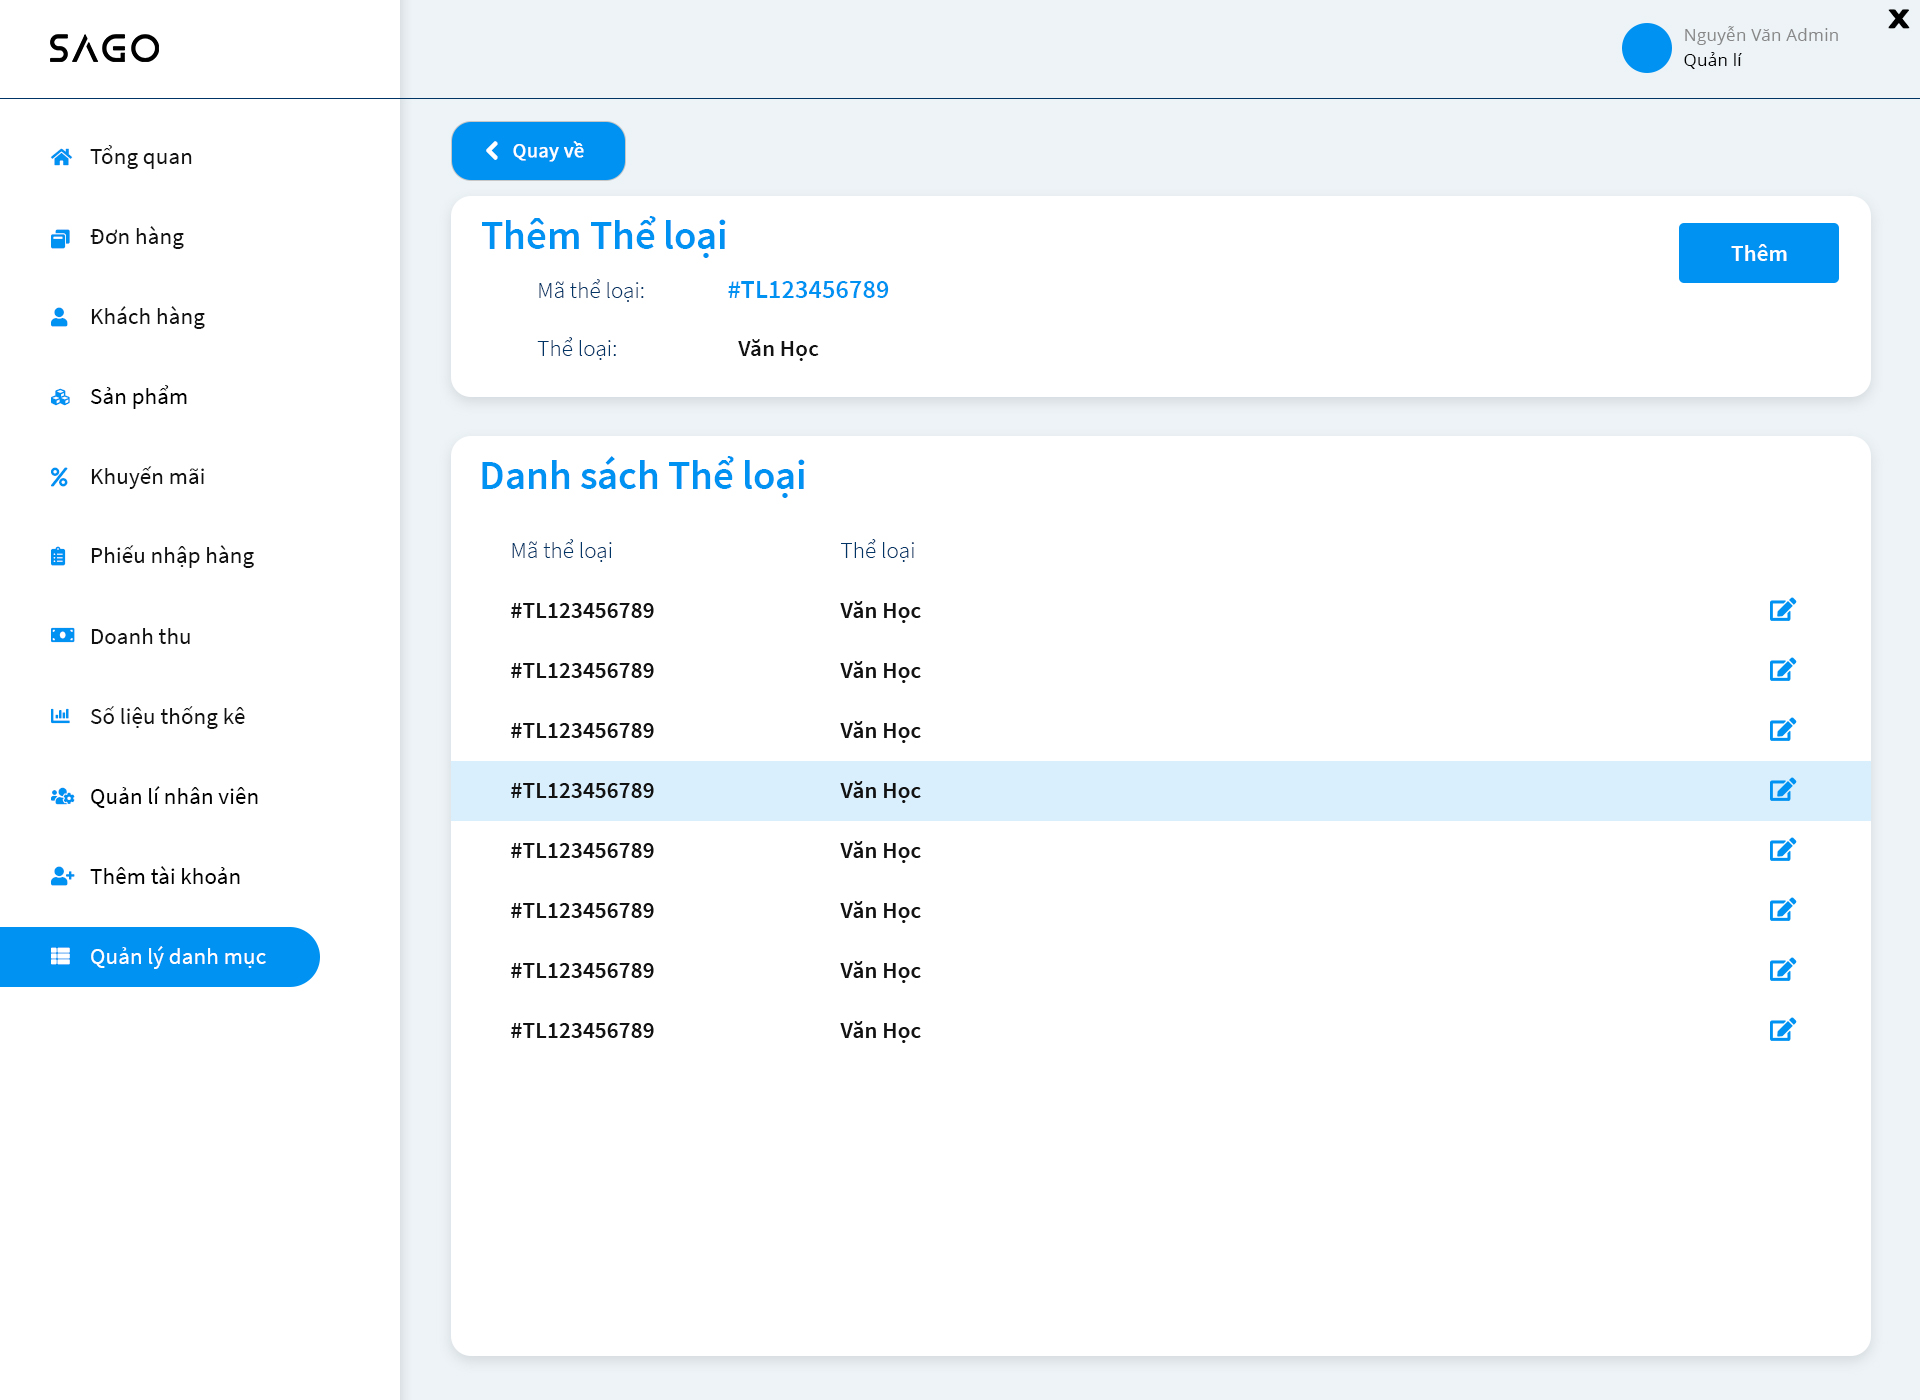 SAGO
Nguyễn Văn Admin
Quản lí
X
Tổng quan
Đơn hàng
Khách hàng
Sản phẩm
Khuyến mãi
Phiếu nhập hàng
Doanh thu
Số liệu thống kê
Quản lí nhân viên
Thêm tài khoản
Quản lý danh mục
Quay về
Thêm Thể loại
Thêm
Mã thể loại: #TL123456789
Thể loại: Văn Học
Danh sách Thể loại
Mã thể loại Thể loại
#TL123456789 Văn Học
#TL123456789 Văn Học
#TL123456789 Văn Học
#TL123456789 Văn Học
#TL123456789 Văn Học
#TL123456789 Văn Học
#TL123456789 Văn Học
#TL123456789 Văn Học